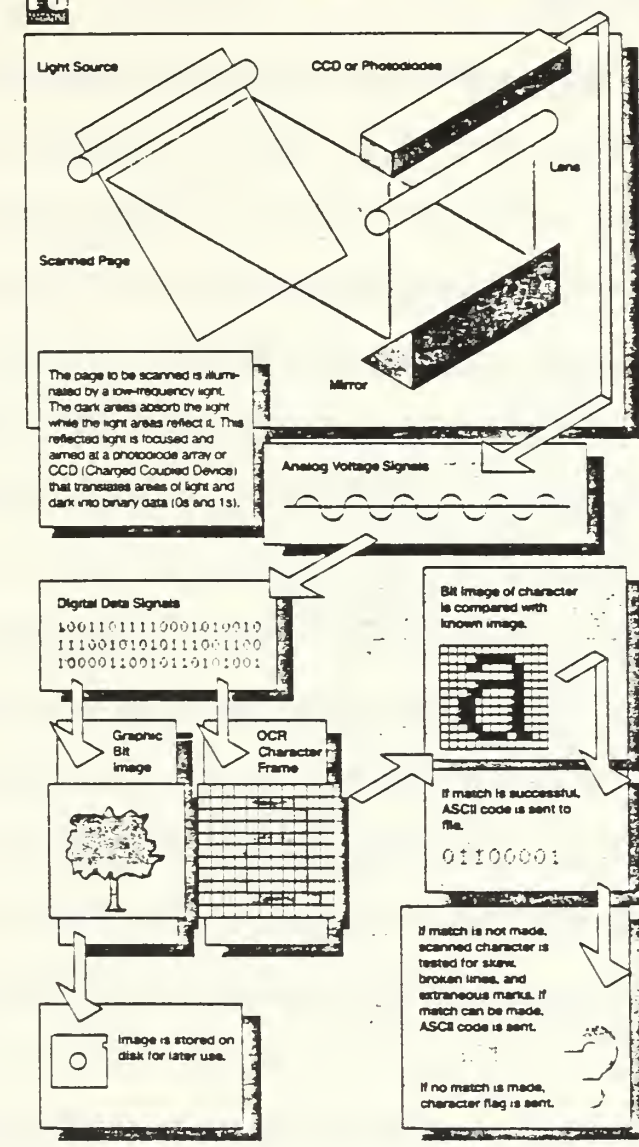 Light Source
CCD or Photodiodes
Lens
Scanned Page
Mirror
The page to be scanned is illumi-
nated by a low-frequency light.
The dark areas absorb the light
while the light areas reflect it. This
reflected light is focused and
aimed at a photodiode array or
CCD (Charged Coupled Device)
that translates areas of light and
dark into binary data (0s and 1s).
Analog Voltage Signals
Digital Data Signals
10011011110001010010
11100101010111001100
10000110010110101001
Graphic
Bit
Image
OCR
Character
Frame
Bit Image of character
is compared with
known image.
a
If match is successful,
ASCII code is sent to
file.
01100001
If match is not made,
scanned character is
tested for skew,
broken lines, and
extraneous marks. If
match can be made,
ASCII code is sent.
?
If no match is made,
character flag is sent.
Image is stored on
disk for later use.